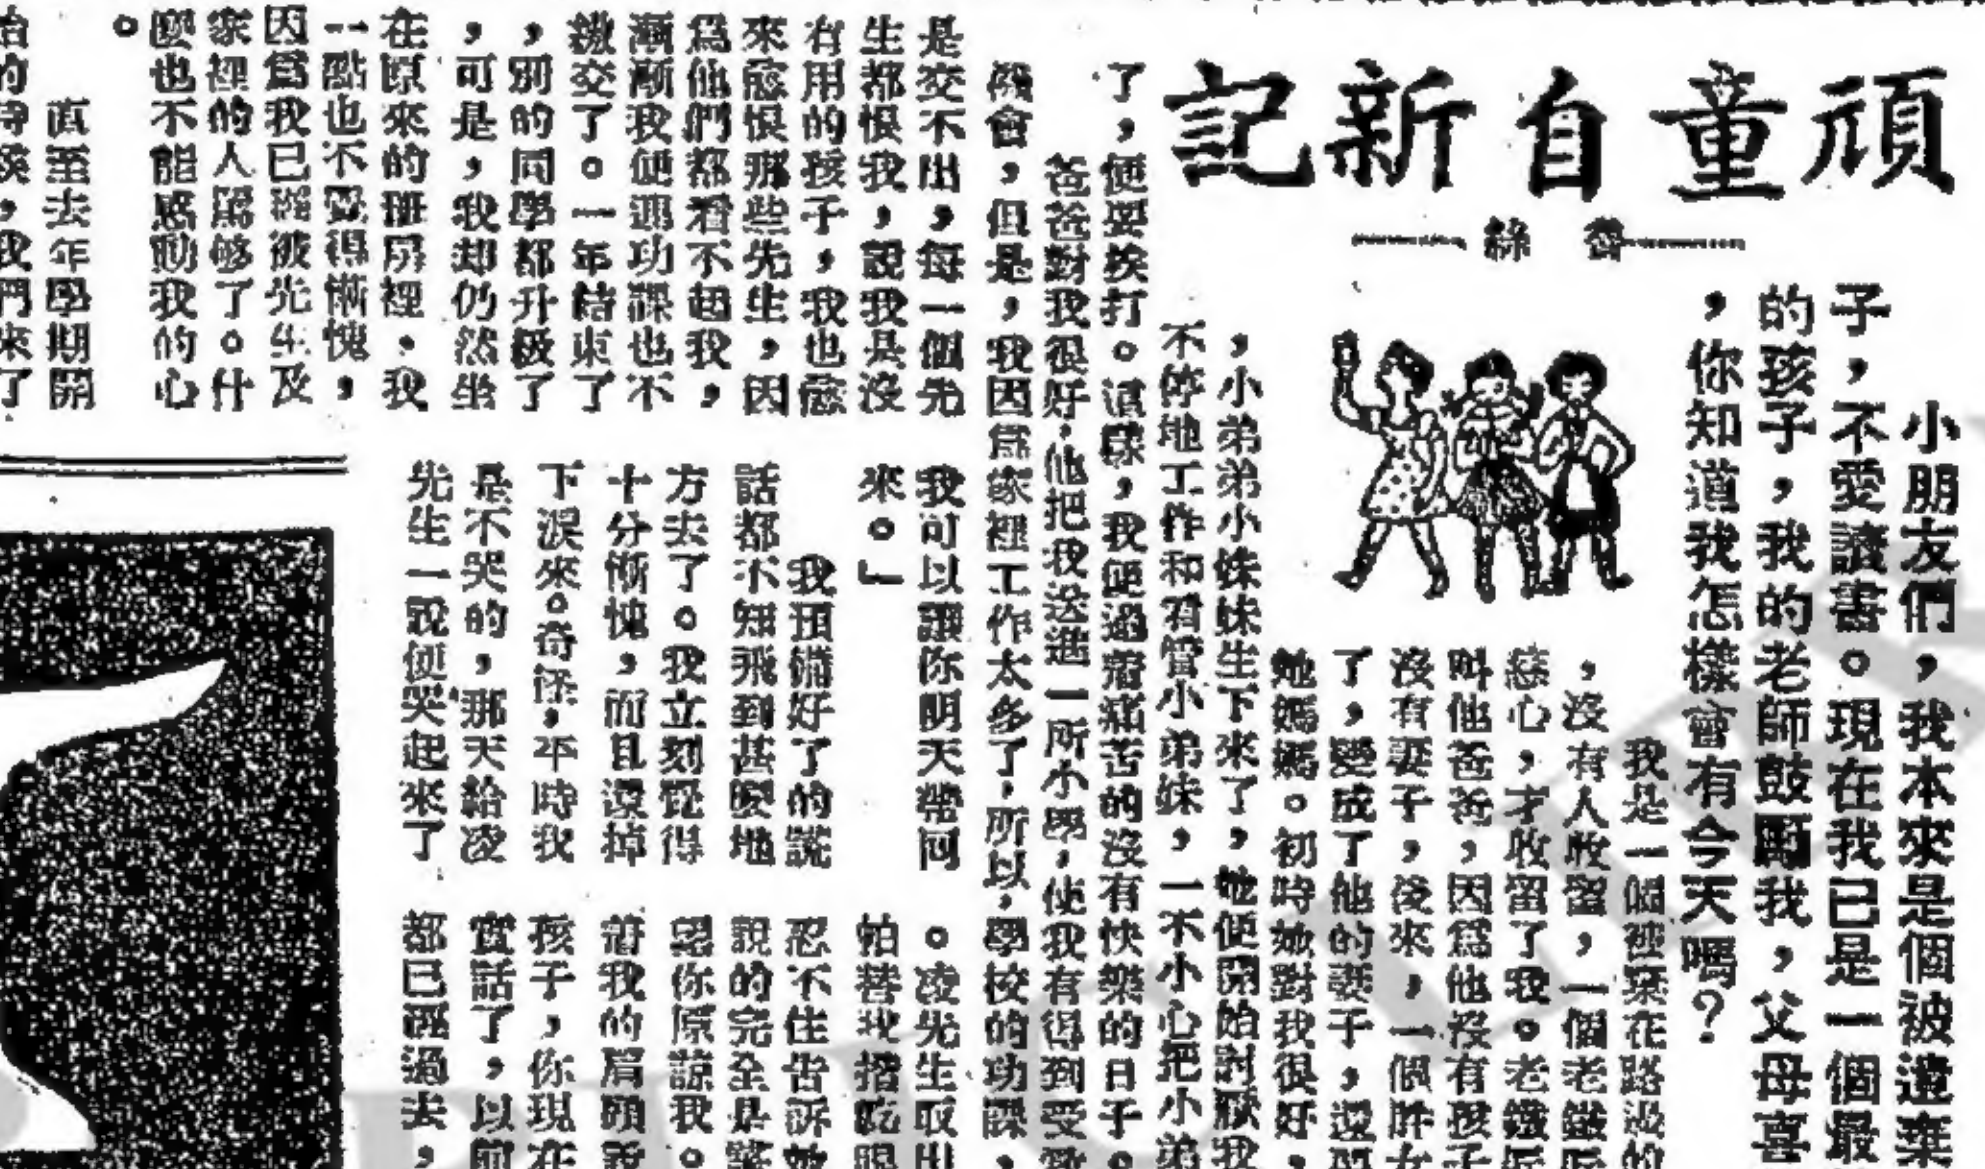 頑童自新記
絲
小朋友們，我本來是個被遺棄
子，不愛讀書。現在我已是一個最
的孩子，我的老師鼓勵我，父母喜
，你知道我怎樣會有今天嗎？
我是一個被棄在路邊的
，沒有人收留，一個老鐵
慈心，才收留了我。老鐵
叫他爸爸，因爲他沒有孩子
沒有妻子，後來，一個胖女
了，變成了他的妻子，還
她媽媽。初時她對我很好，
，小弟弟小妹妹生下來了，她便開始討厭我
不停地工作和看管小弟妹，一不小心把小弟
了，便要挨打。這樣，我便過着痛苦的沒有快樂的日子。
爸爸對我很好，他把我送進一所小學，使我有得到受
機會，但是，我因爲家裡工作太多了，所以，學校的功課，
是交不出，每一個先
生都恨我，說我是沒
有用的孩子，我也
來愈恨那些先生，因
爲他們都看不起我，
漸漸我便連功課也不
繳交了。一年結束了
，別的同學都升級了
，可是，我却仍然坐
在原來的班房裡。我
一點也不覺得慚愧，
因爲我已經被先生及
家裡的人罵够了。什
麼也不能感動我的心
。
直至去年學期開
我們來了
我可以讓你明天帶回
來。」
我預備好了的謊
話都不知飛到甚麼地
方去了。我立刻覺得
十分慚愧，而且還掉
下淚來。奇怪，平時我
是不哭的，那天給凌
先生一說便哭起來了
。凌先生取出
怕替我揩乾眼
忍不住告訴她
說的完全是
你原諒我。
着我的肩頭說
孩子，你現在
實話了，以前
都已經過去，